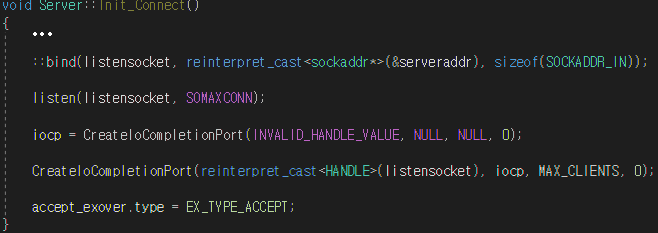 void Server::Init_Connect()
{
...
::bind(listensocket, reinterpret_cast<sockaddr*>(&serveraddr), sizeof(SOCKADDR_IN));
listen(listensocket, SOMAXCONN);
iocp = CreateIoCompletionPort(INVALID_HANDLE_VALUE, NULL, NULL, 0);
CreateIoCompletionPort(reinterpret_cast<HANDLE>(listensocket), iocp, MAX_CLIENTS, 0);
accept_exover.type = EX_TYPE_ACCEPT;
}